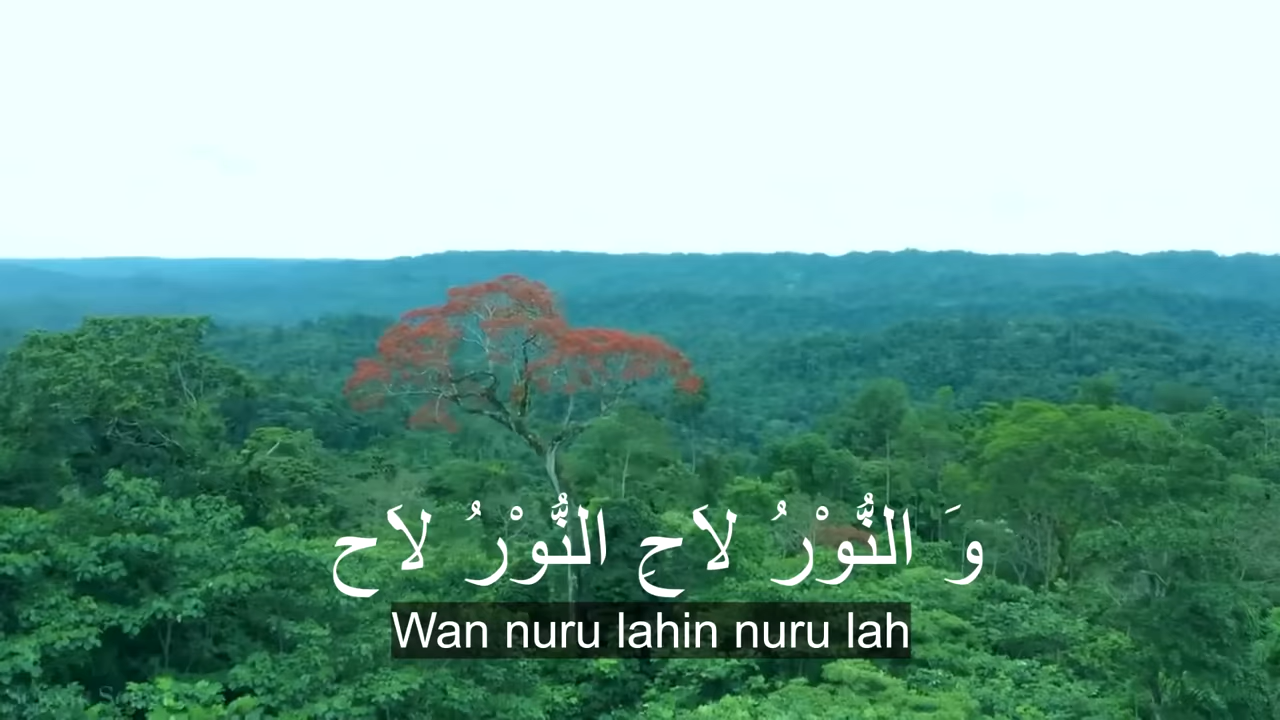 وَ النُّوْرُ لاَحِ النُّوْرُ لاَح
Wan nuru lahin nuru lah